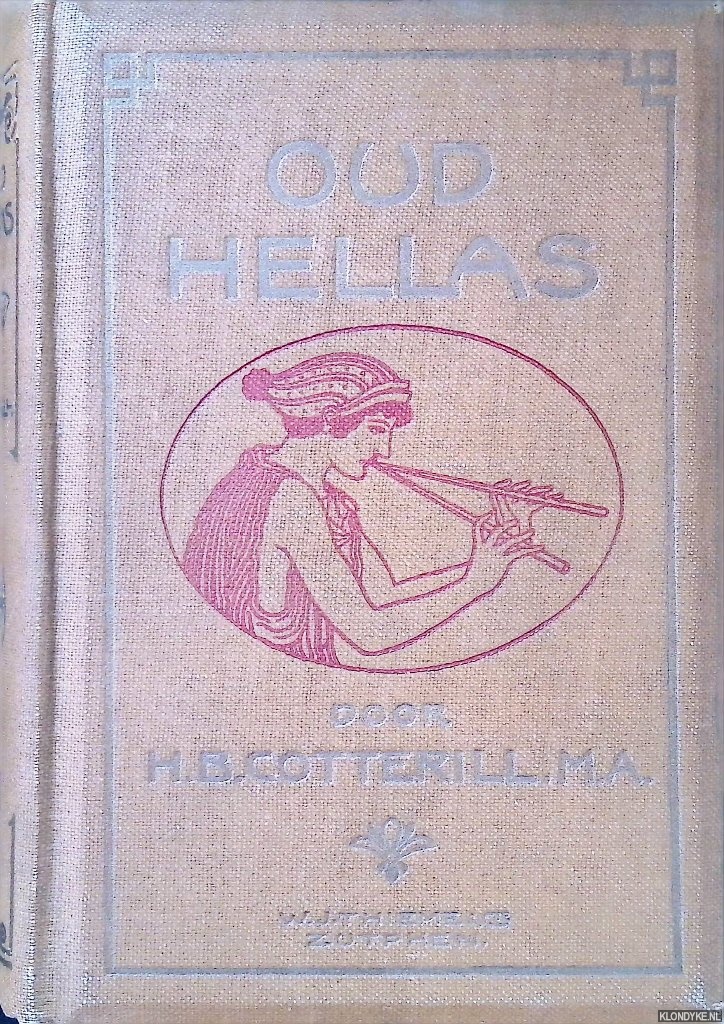 OUD
HELLAS
DOOR
H.B.COTTERILL.M.A.
W.J.THIEME & CIE
ZUTPHEN.
KLONDYKE.NL